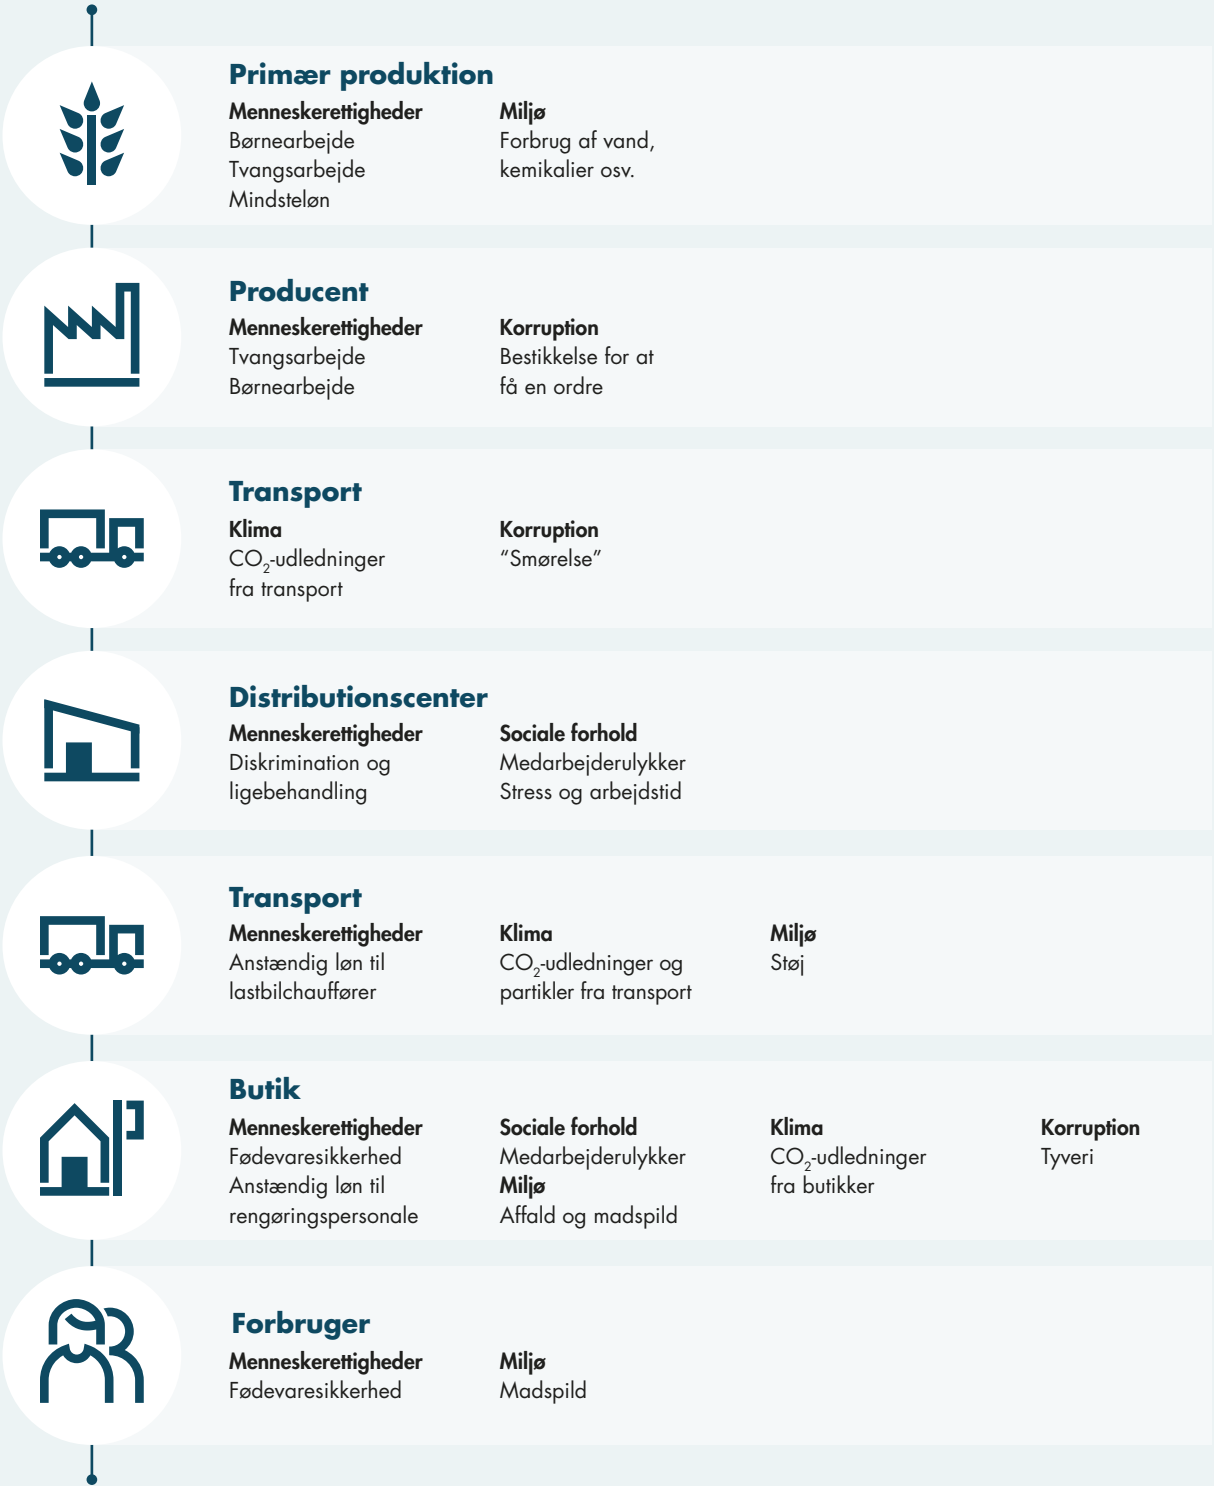 Primær produktion
Menneskerettigheder
Børnearbejde
Tvangsarbejde
Mindsteløn
Miljø
Forbrug af vand,
kemikalier osv.
Producent
Menneskerettigheder
Tvangsarbejde
Børnearbejde
Korruption
Bestikkelse for at
få en ordre
Transport
Klima
CO₂-udledninger
fra transport
Korruption
“Smørelse”
Distributionscenter
Menneskerettigheder
Diskrimination og
ligebehandling
Sociale forhold
Medarbejderulykker
Stress og arbejdstid
Transport
Menneskerettigheder
Anstændig løn til
lastbilchauffører
Klima
CO₂-udledninger og
partikler fra transport
Miljø
Støj
Butik
Menneskerettigheder
Fødevaresikkerhed
Anstændig løn til
rengøringspersonale
Sociale forhold
Medarbejderulykker
Miljø
Affald og madspild
Klima
CO₂-udledninger
fra butikker
Korruption
Tyveri
Forbruger
Menneskerettigheder
Fødevaresikkerhed
Miljø
Madspild